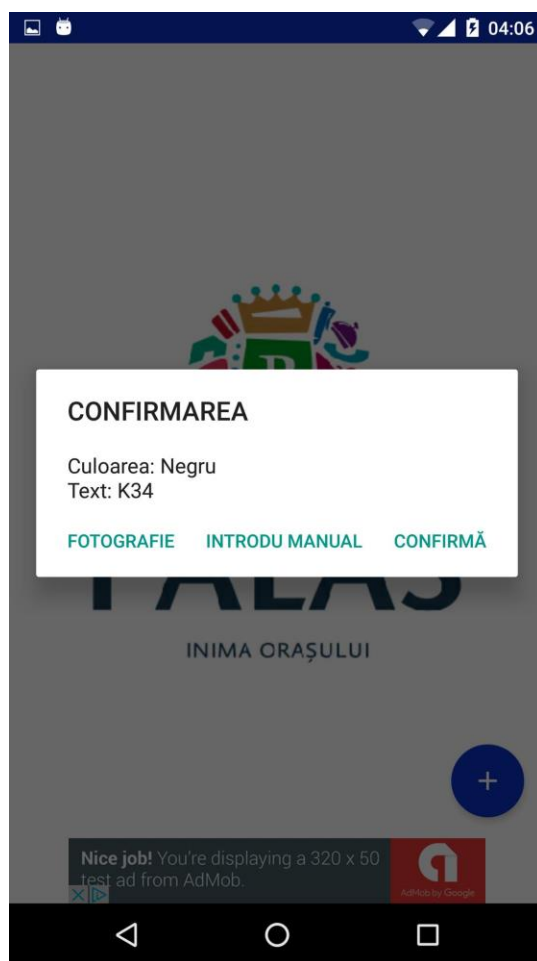 04:06
CONFIRMAREA
Culoarea: Negru
Text: K34
FOTOGRAFIE INTRODU MANUAL CONFIRMĂ
PALAS
INIMA ORAȘULUI
+
Nice job! You're displaying a 320 x 50
test ad from AdMob.
AdMob by Google